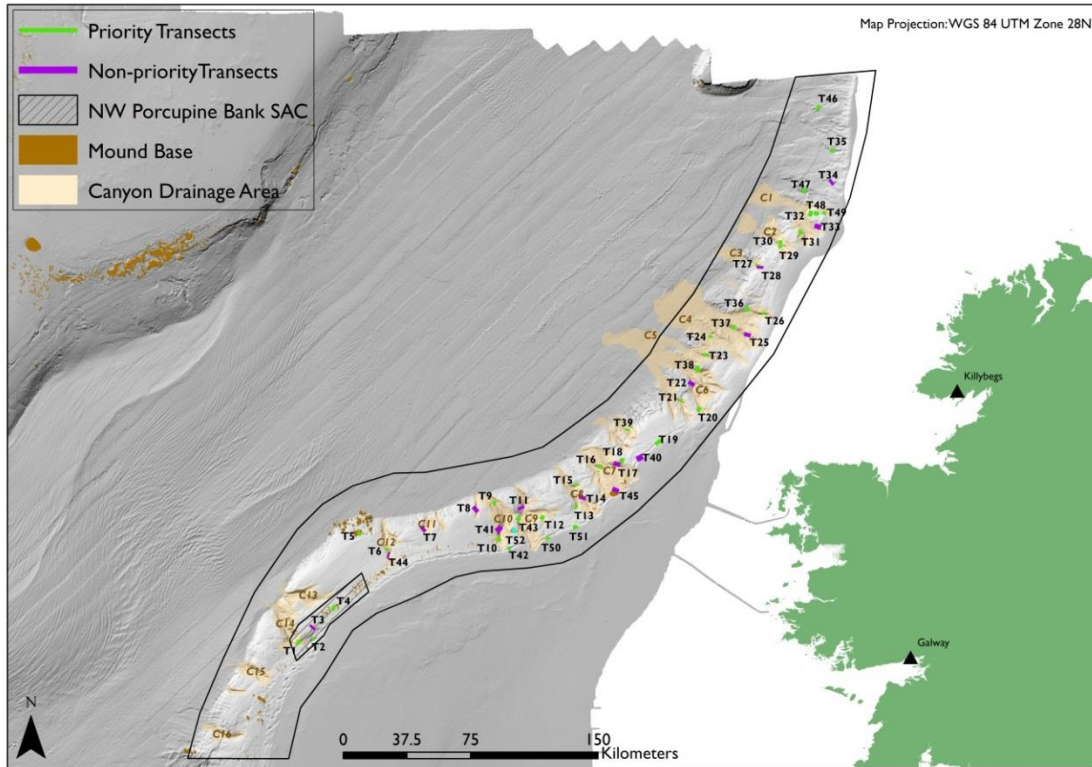 Map Projection: WGS 84 UTM Zone 28N
Priority Transects
Non-priority Transects
NW Porcupine Bank SAC
Mound Base
Canyon Drainage Area
T46
T35
T34
T47
C1
T48
T32
T49
T33
C2
T31
T30
T29
C3
T27
T28
C4
T36
T26
T37
C5
T24
T25
T23
T38
T22
C6
T21
T20
Killybegs
T39
T19
T18
T16
T40
C7
T17
T15
T45
C8
T14
T9
T11
T8
T13
C11
C10
C9
T12
T5
T41
T43
T51
T7
C12
T52
T6
T10
T50
T42
T44
C13
T4
C14
T3
T1
T2
Galway
C15
N
C16
0 37.5 75 150
Kilometers